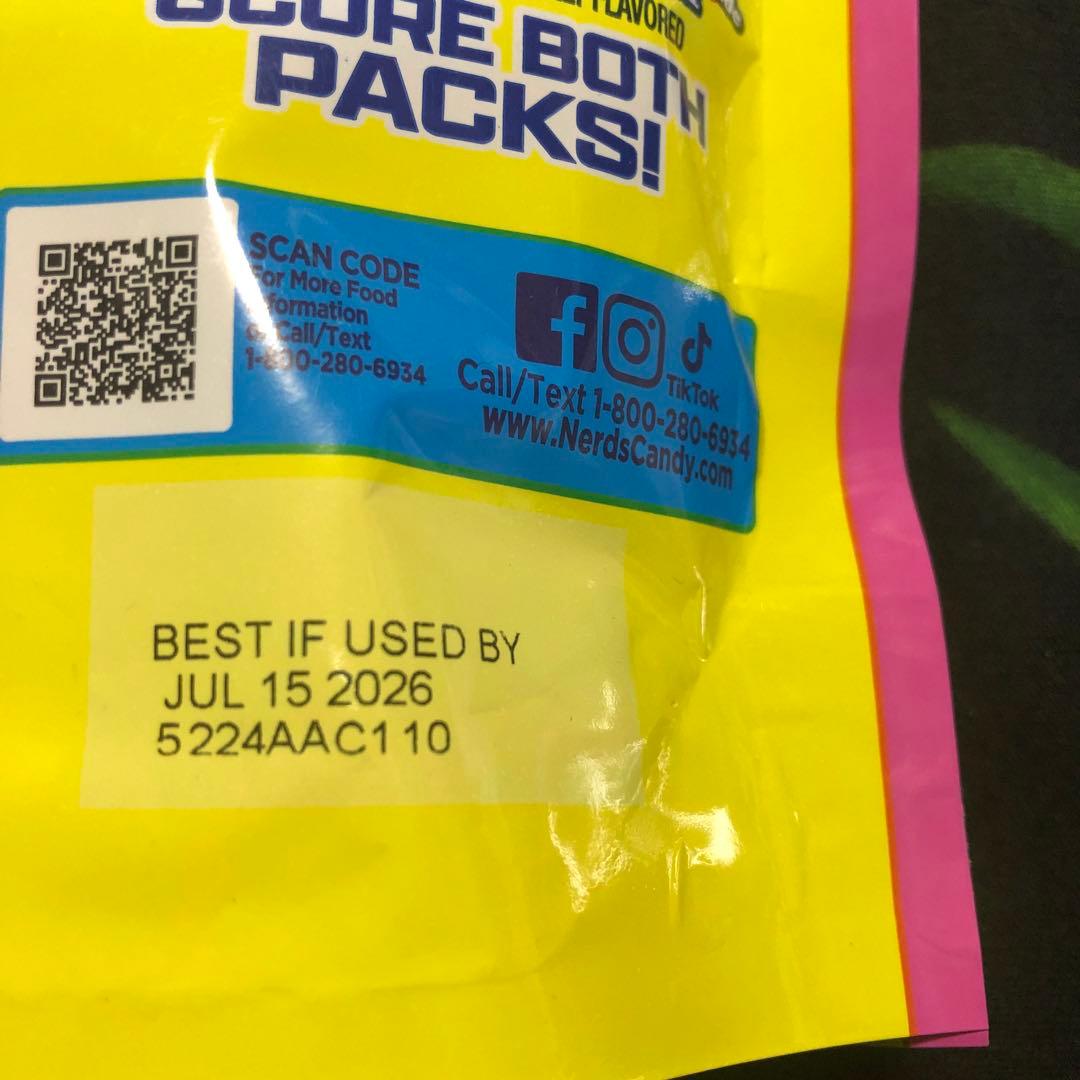 FLAVORED
SCORE BOTH
PACKS!
SCAN CODE
For More Food
Information
& Call/Text
1-800-280-6934
TikTok
Call/Text 1-800-280-6934
www.NerdsCandy.com
BEST IF USED BY
JUL 15 2026
5224AAC110